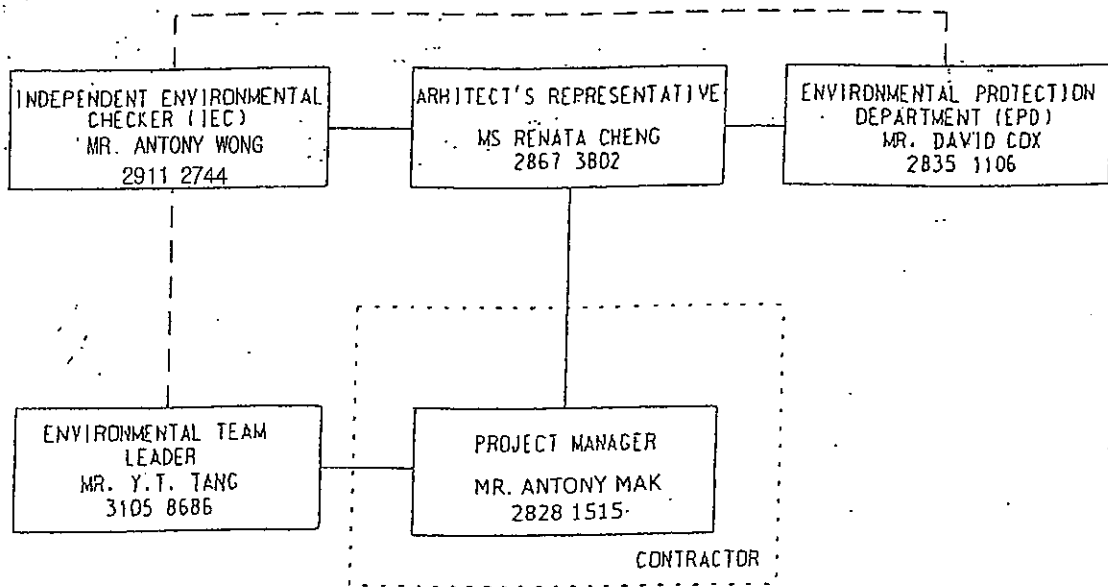 INDEPENDENT ENVIRONMENTAL
CHECKER (IEC)
MR. ANTONY WONG
2911 2744
ARHITECT'S REPRESENTATIVE
MS RENATA CHENG
2867 3802
ENVIRONMENTAL PROTECTION
DEPARTMENT (EPD)
MR. DAVID COX
2835 1106
ENVIRONMENTAL TEAM
LEADER
MR. Y.T. TANG
3105 8686
PROJECT MANAGER
MR. ANTONY MAK
2828 1515
CONTRACTOR